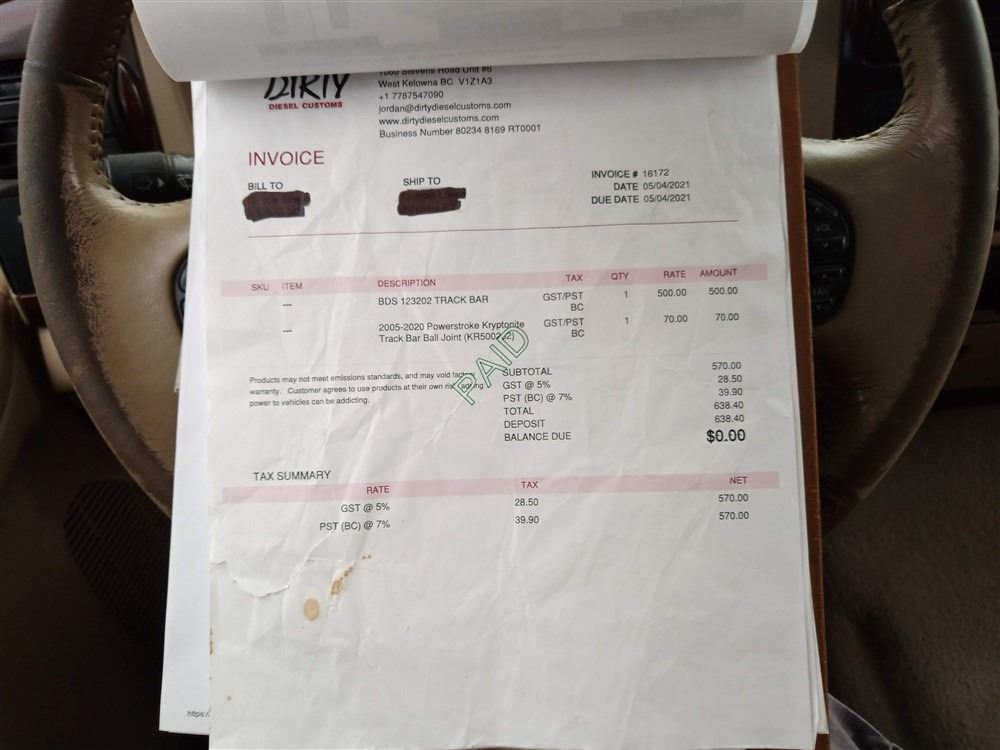 DIRTY
DIESEL CUSTOMS
1060 Stevens Road Unit #6
West Kelowna BC V1Z1A3
+1 7787547090
jordan@dirtydieselcustoms.com
www.dirtydieselcustoms.com
Business Number 80234 8169 RT0001
INVOICE
BILL TO
SHIP TO
INVOICE # 16172
DATE 05/04/2021
DUE DATE 05/04/2021
SKU ITEM DESCRIPTION TAX QTY RATE AMOUNT
--- BDS 123202 TRACK BAR GST/PST BC 1 500.00 500.00
--- 2005-2020 Powerstroke Kryptonite GST/PST BC 1 70.00 70.00
Track Bar Ball Joint
PAID
Products may not meet emissions standards, and may void
warranty. Customer agrees to use products at their own
power to vehicles can be addicting.
SUBTOTAL 570.00
GST @ 5% 28.50
PST (BC) @ 7% 39.90
TOTAL 638.40
DEPOSIT 638.40
BALANCE DUE $0.00
TAX SUMMARY
RATE TAX NET
GST @ 5% 28.50 570.00
PST (BC) @ 7% 39.90 570.00
https:/
VOL